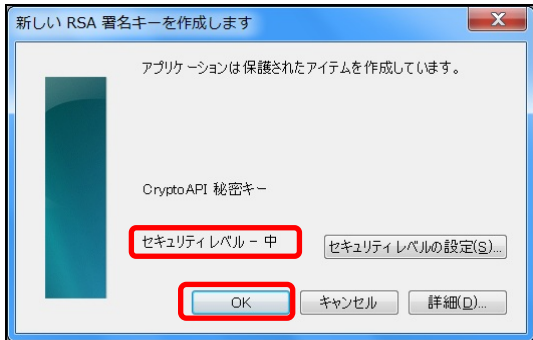 新しい RSA 署名キーを作成します
アプリケーションは保護されたアイテムを作成しています。
CryptoAPI 秘密キー
セキュリティ レベル - 中
セキュリティ レベルの設定(S)...
OK
キャンセル
詳細(D)...